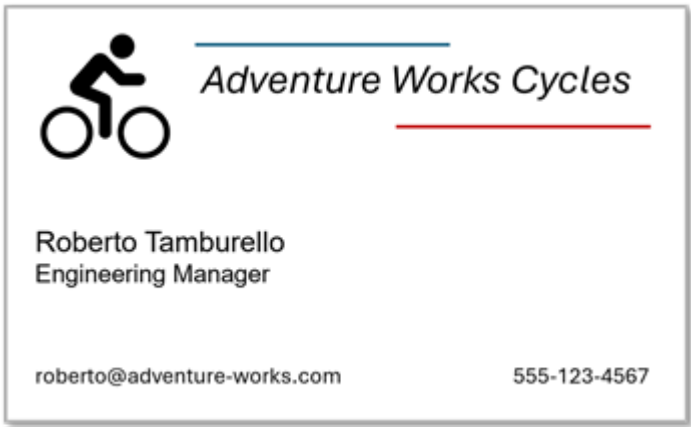 Adventure Works Cycles
Roberto Tamburello
Engineering Manager
roberto@adventure-works.com 555-123-4567